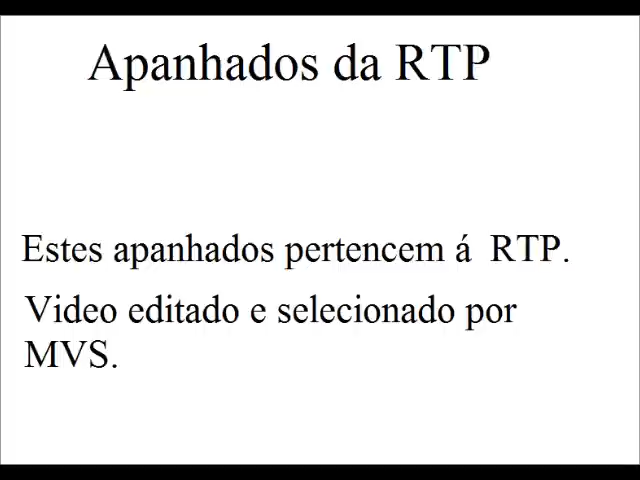 Apanhados da RTP
Estes apanhados pertencem á RTP.
Video editado e selecionado por
MVS.